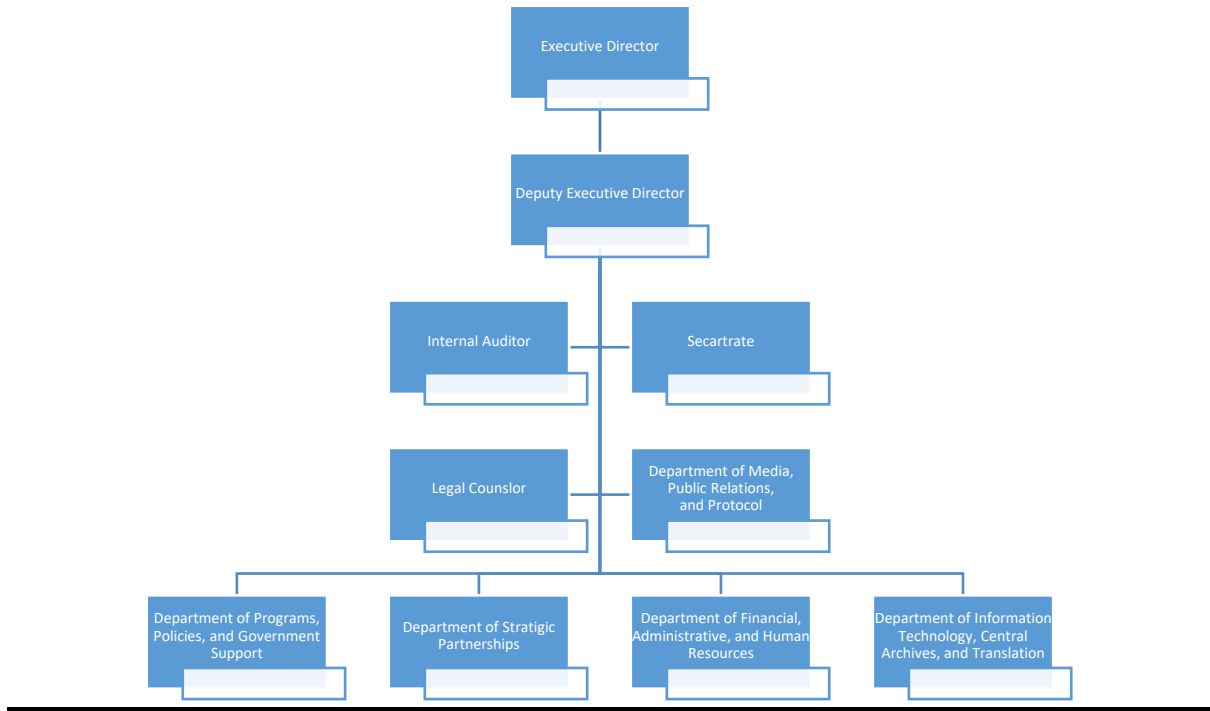 Executive Director
Deputy Executive Director
Internal Auditor
Secartrate
Legal Counslor
Department of Media,
Public Relations,
and Protocol
Department of Programs,
Policies, and Government
Support
Department of Stratigic
Partnerships
Department of Financial,
Administrative, and Human
Resources
Department of Information
Technology, Central
Archives, and Translation